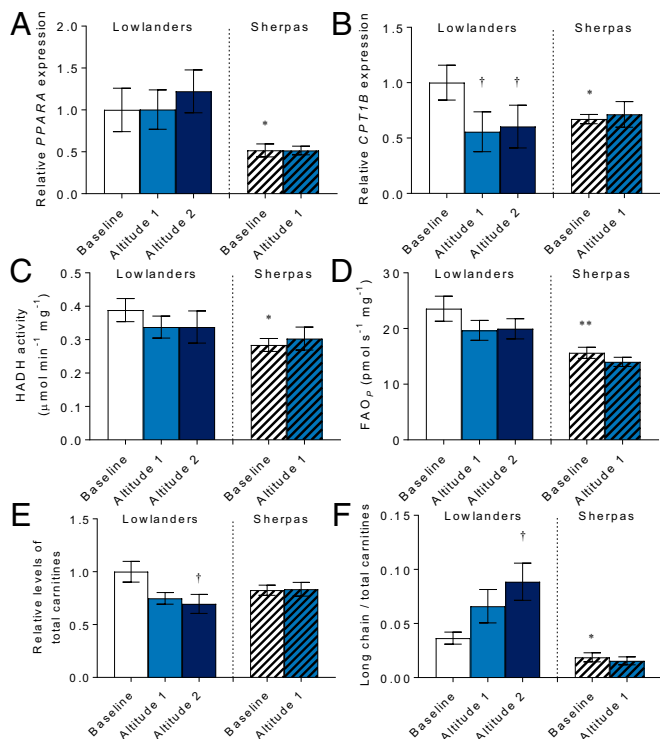 A
Lowlanders Sherpas
Relative PPARA expression
2.0
1.5
1.0
0.5
0.0
*
Baseline
Altitude 1
Altitude 2
Baseline
Altitude 1
B
Lowlanders Sherpas
Relative CPT1B expression
1.5
1.0
0.5
0.0
† † *
Baseline
Altitude 1
Altitude 2
Baseline
Altitude 1
C
Lowlanders Sherpas
HADH activity
(μmol min⁻¹ mg⁻¹)
0.5
0.4
0.3
0.2
0.1
0.0
*
Baseline
Altitude 1
Altitude 2
Baseline
Altitude 1
D
Lowlanders Sherpas
FAOP (pmol s⁻¹ mg⁻¹)
30
20
10
0
**
Baseline
Altitude 1
Altitude 2
Baseline
Altitude 1
E
Lowlanders Sherpas
Relative levels of
total carnitines
1.5
1.0
0.5
0.0
†
Baseline
Altitude 1
Altitude 2
Baseline
Altitude 1
F
Lowlanders Sherpas
Long chain / total carnitines
0.15
0.10
0.05
0.00
†
*
Baseline
Altitude 1
Altitude 2
Baseline
Altitude 1